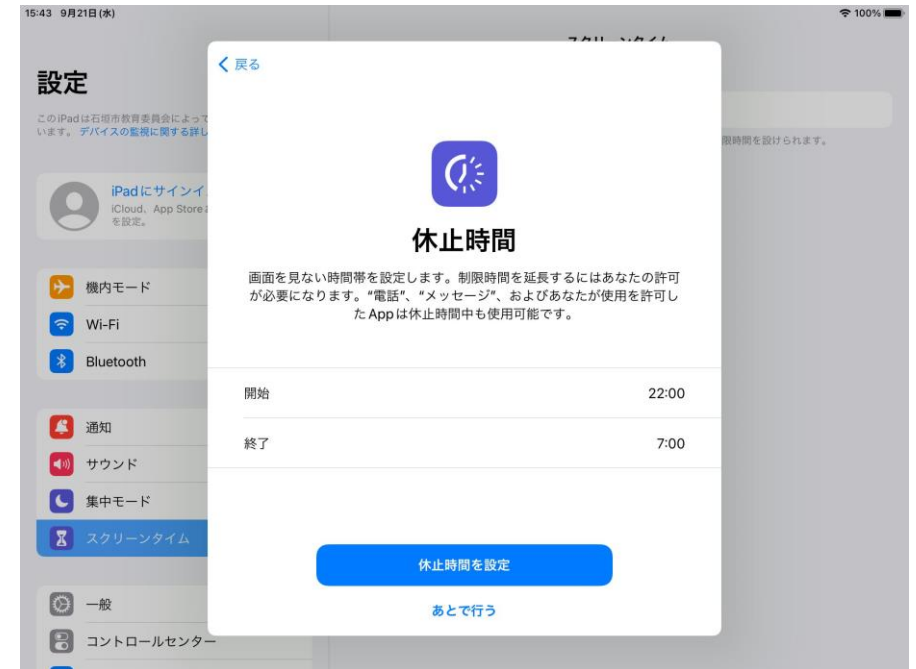 15:43 9月21日(水)
100%
設定
このiPadは石垣市教育委員会によって
います。 デバイスの監視に関する詳し
iPadにサインイ
iCloud、App Store
を設定。
機内モード
Wi-Fi
Bluetooth
通知
サウンド
集中モード
スクリーンタイム
一般
コントロールセンター
スクリーンタイム
限時間を設けられます。
戻る
休止時間
画面を見ない時間帯を設定します。制限時間を延長するにはあなたの許可
が必要になります。“電話”、“メッセージ”、およびあなたが使用を許可し
たAppは休止時間中も使用可能です。
開始 22:00
終了 7:00
休止時間を設定
あとで行う